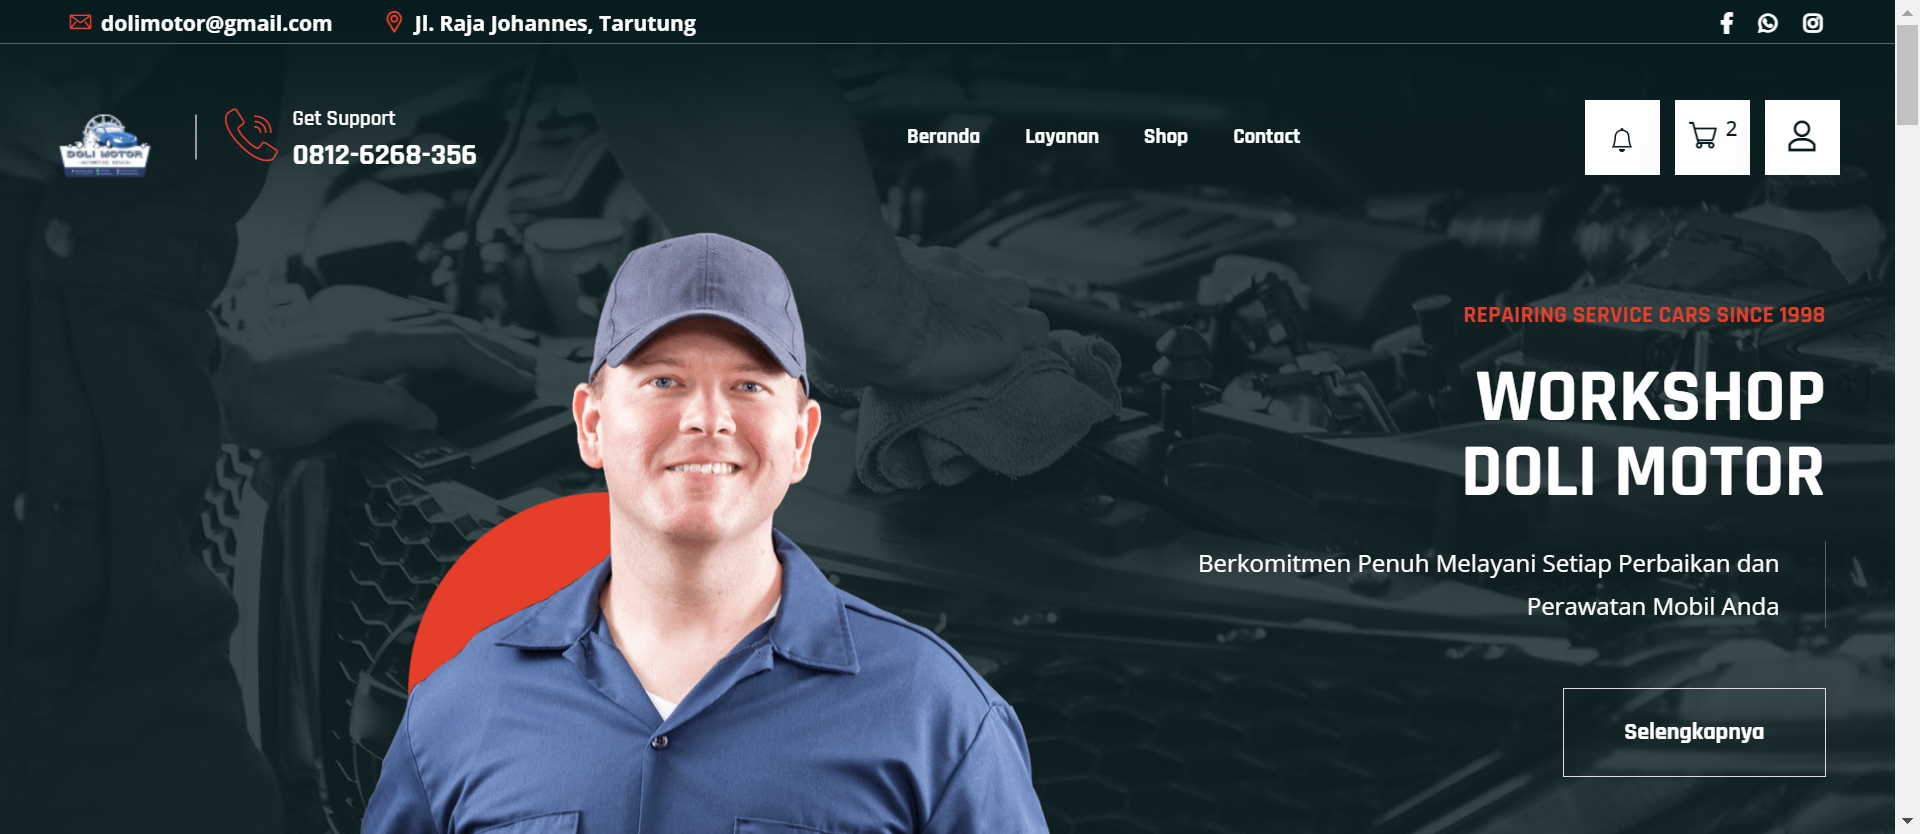 dolimotor@gmail.com
Jl. Raja Johannes, Tarutung
DOLI MOTOR
Get Support
0812-6268-356
Beranda
Layanan
Shop
Contact
2
REPAIRING SERVICE CARS SINCE 1998
WORKSHOP
DOLI MOTOR
Berkomitmen Penuh Melayani Setiap Perbaikan dan
Perawatan Mobil Anda
Selengkapnya